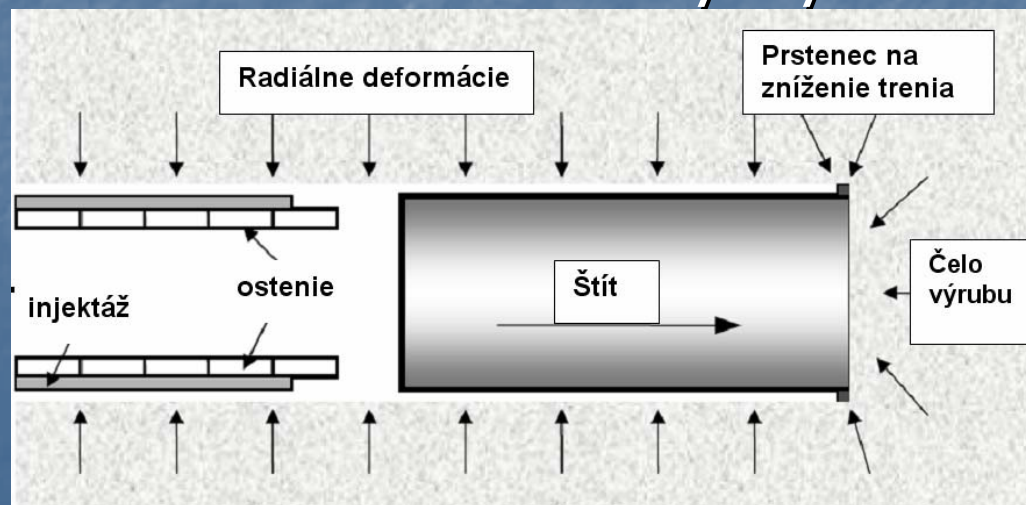 Radiálne deformácie
Prstenec na
zníženie trenia
Štít
Čelo
výrubu
ostenie
injektáž